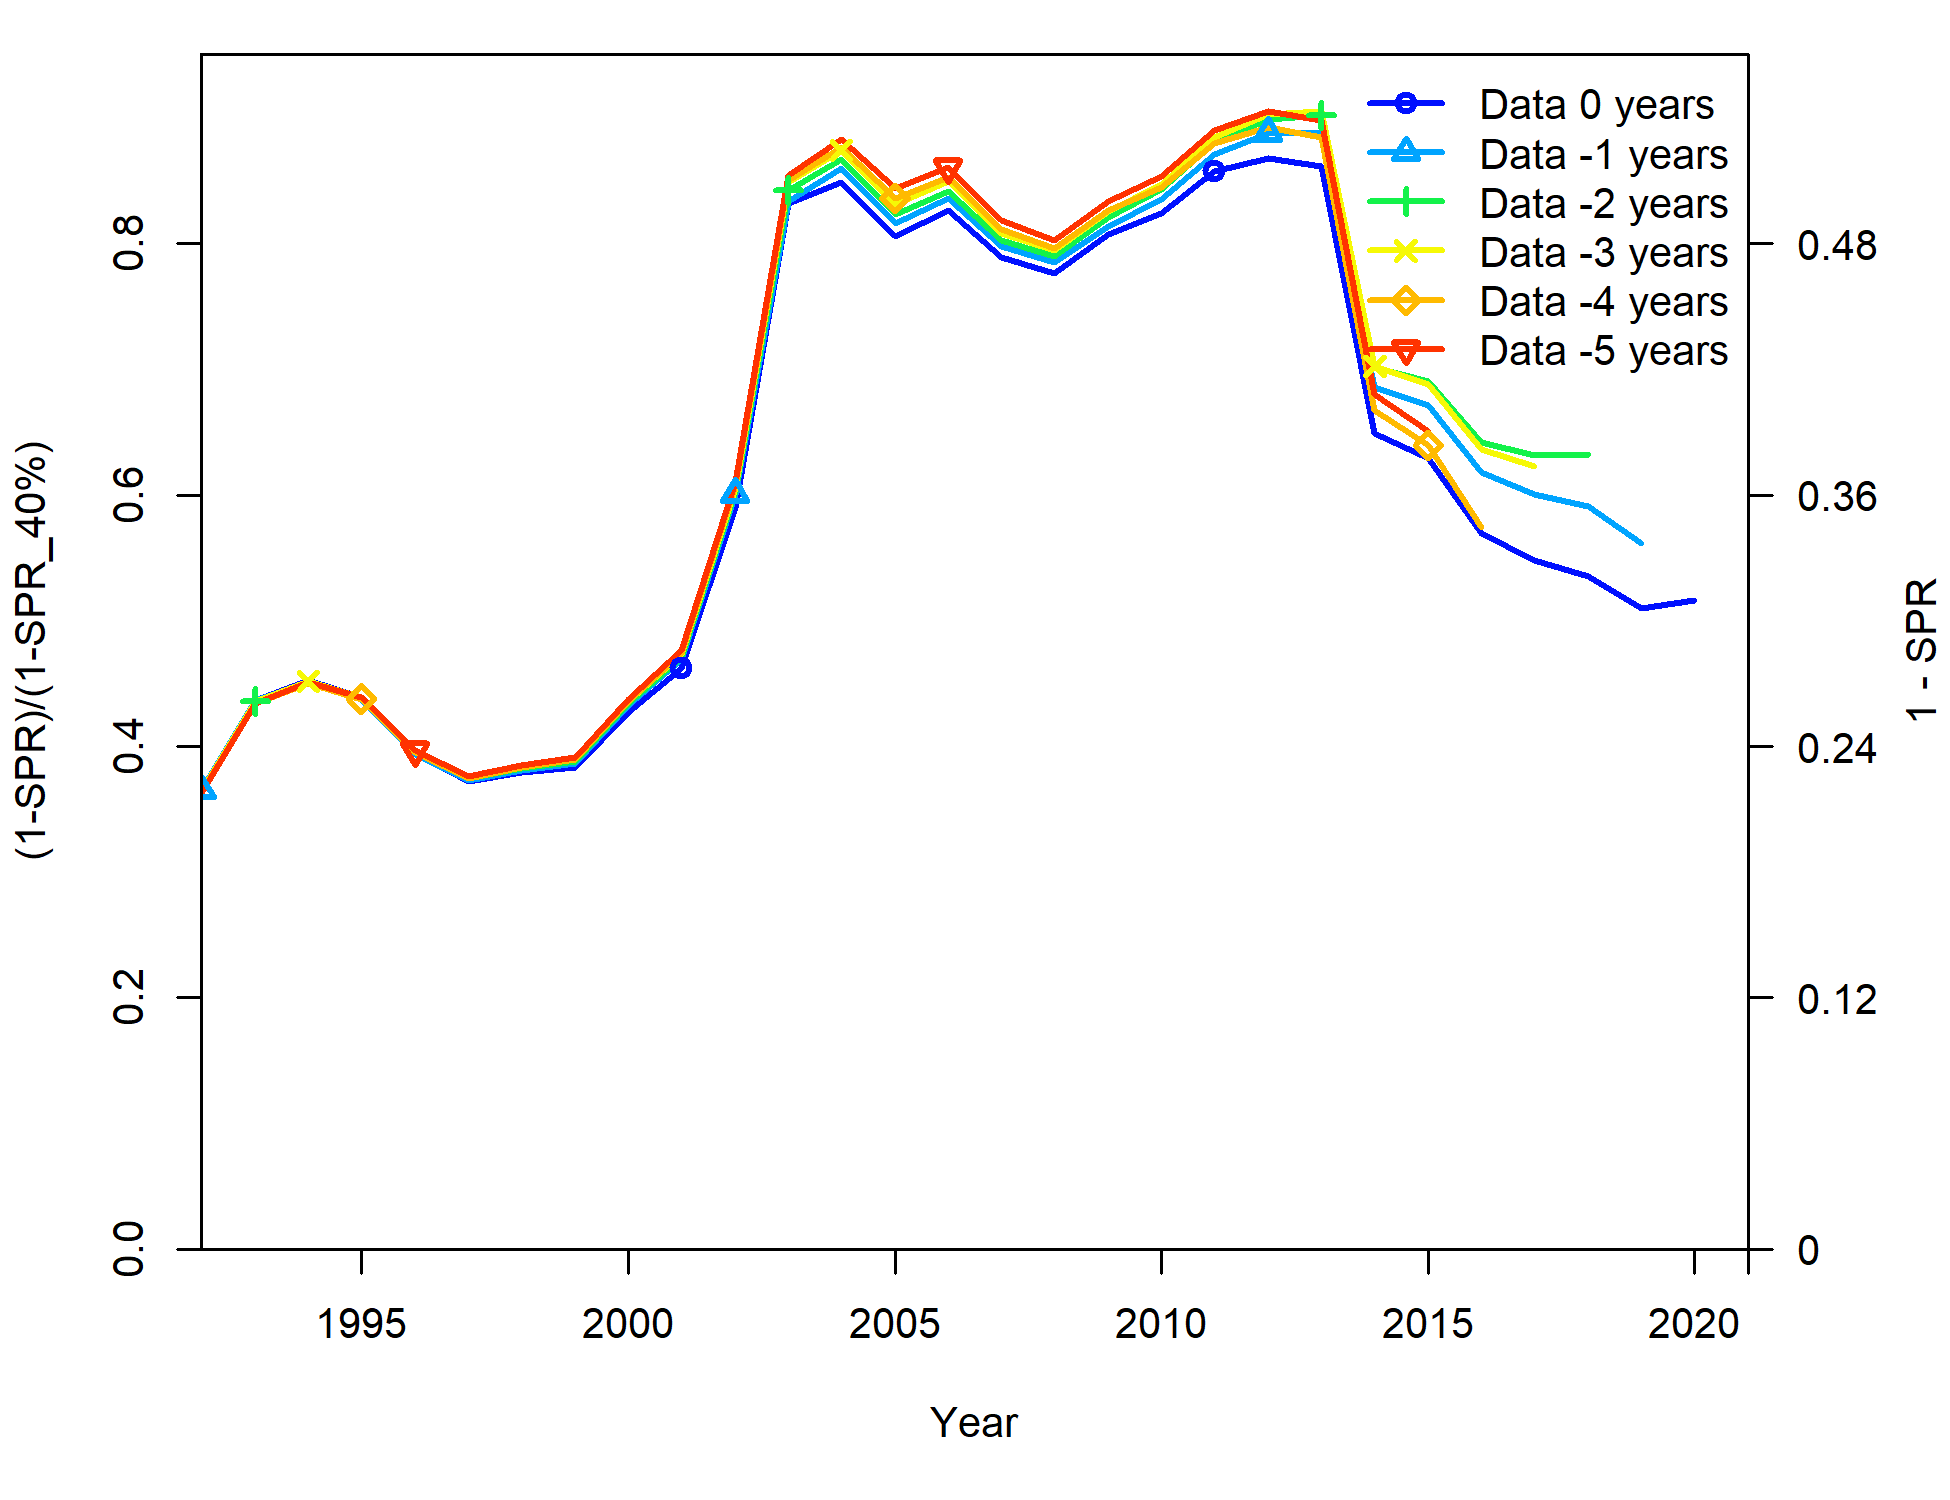 Data 0 years
Data -1 years
Data -2 years
Data -3 years
Data -4 years
Data -5 years
(1-SPR)/(1-SPR_40%)
0.8
0.6
0.4
0.2
0.0
0.48
0.36
0.24
0.12
0
1 - SPR
1995
2000
2005
2010
2015
2020
Year